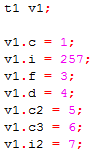 t1 v1;

v1.c = 1;
v1.i = 257;
v1.f = 3;
v1.d = 4;
v1.c2 = 5;
v1.c3 = 6;
v1.i2 = 7;